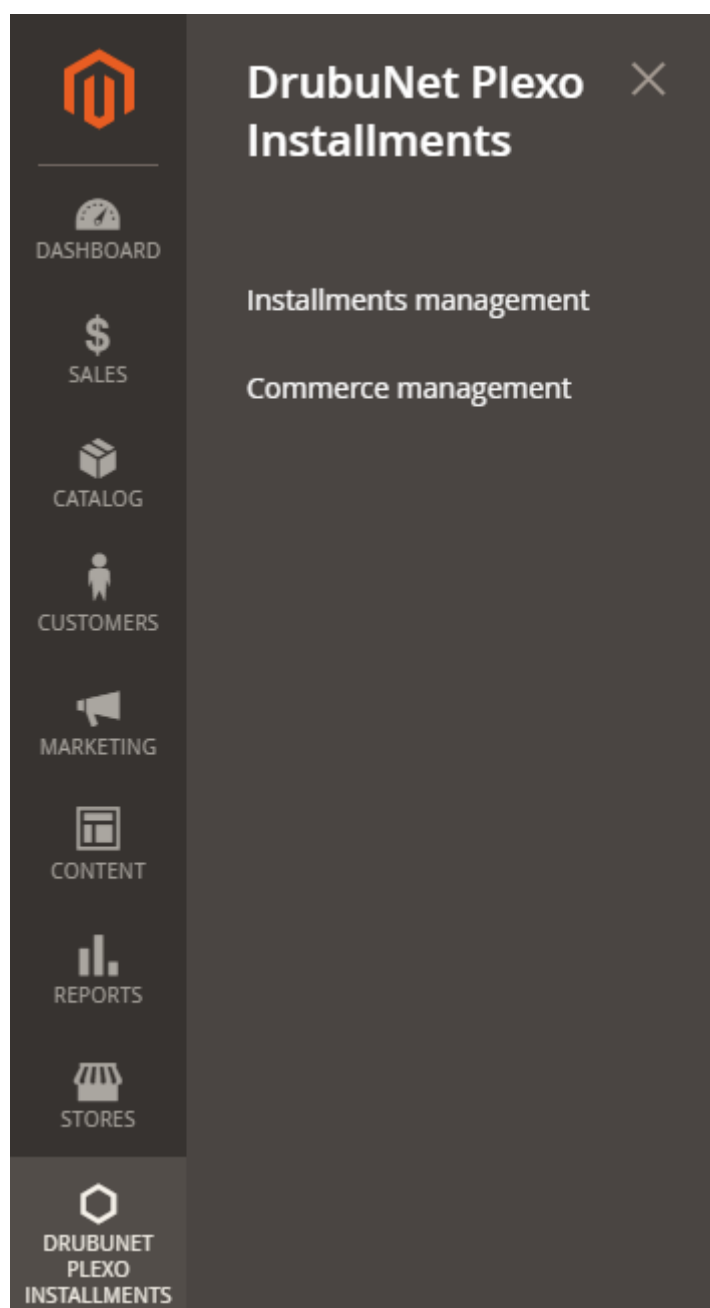 DrubuNet Plexo
Installments
Installments management
Commerce management
DASHBOARD
$
SALES
CATALOG
CUSTOMERS
MARKETING
CONTENT
REPORTS
STORES
DRUBUNET
PLEXO
INSTALLMENTS